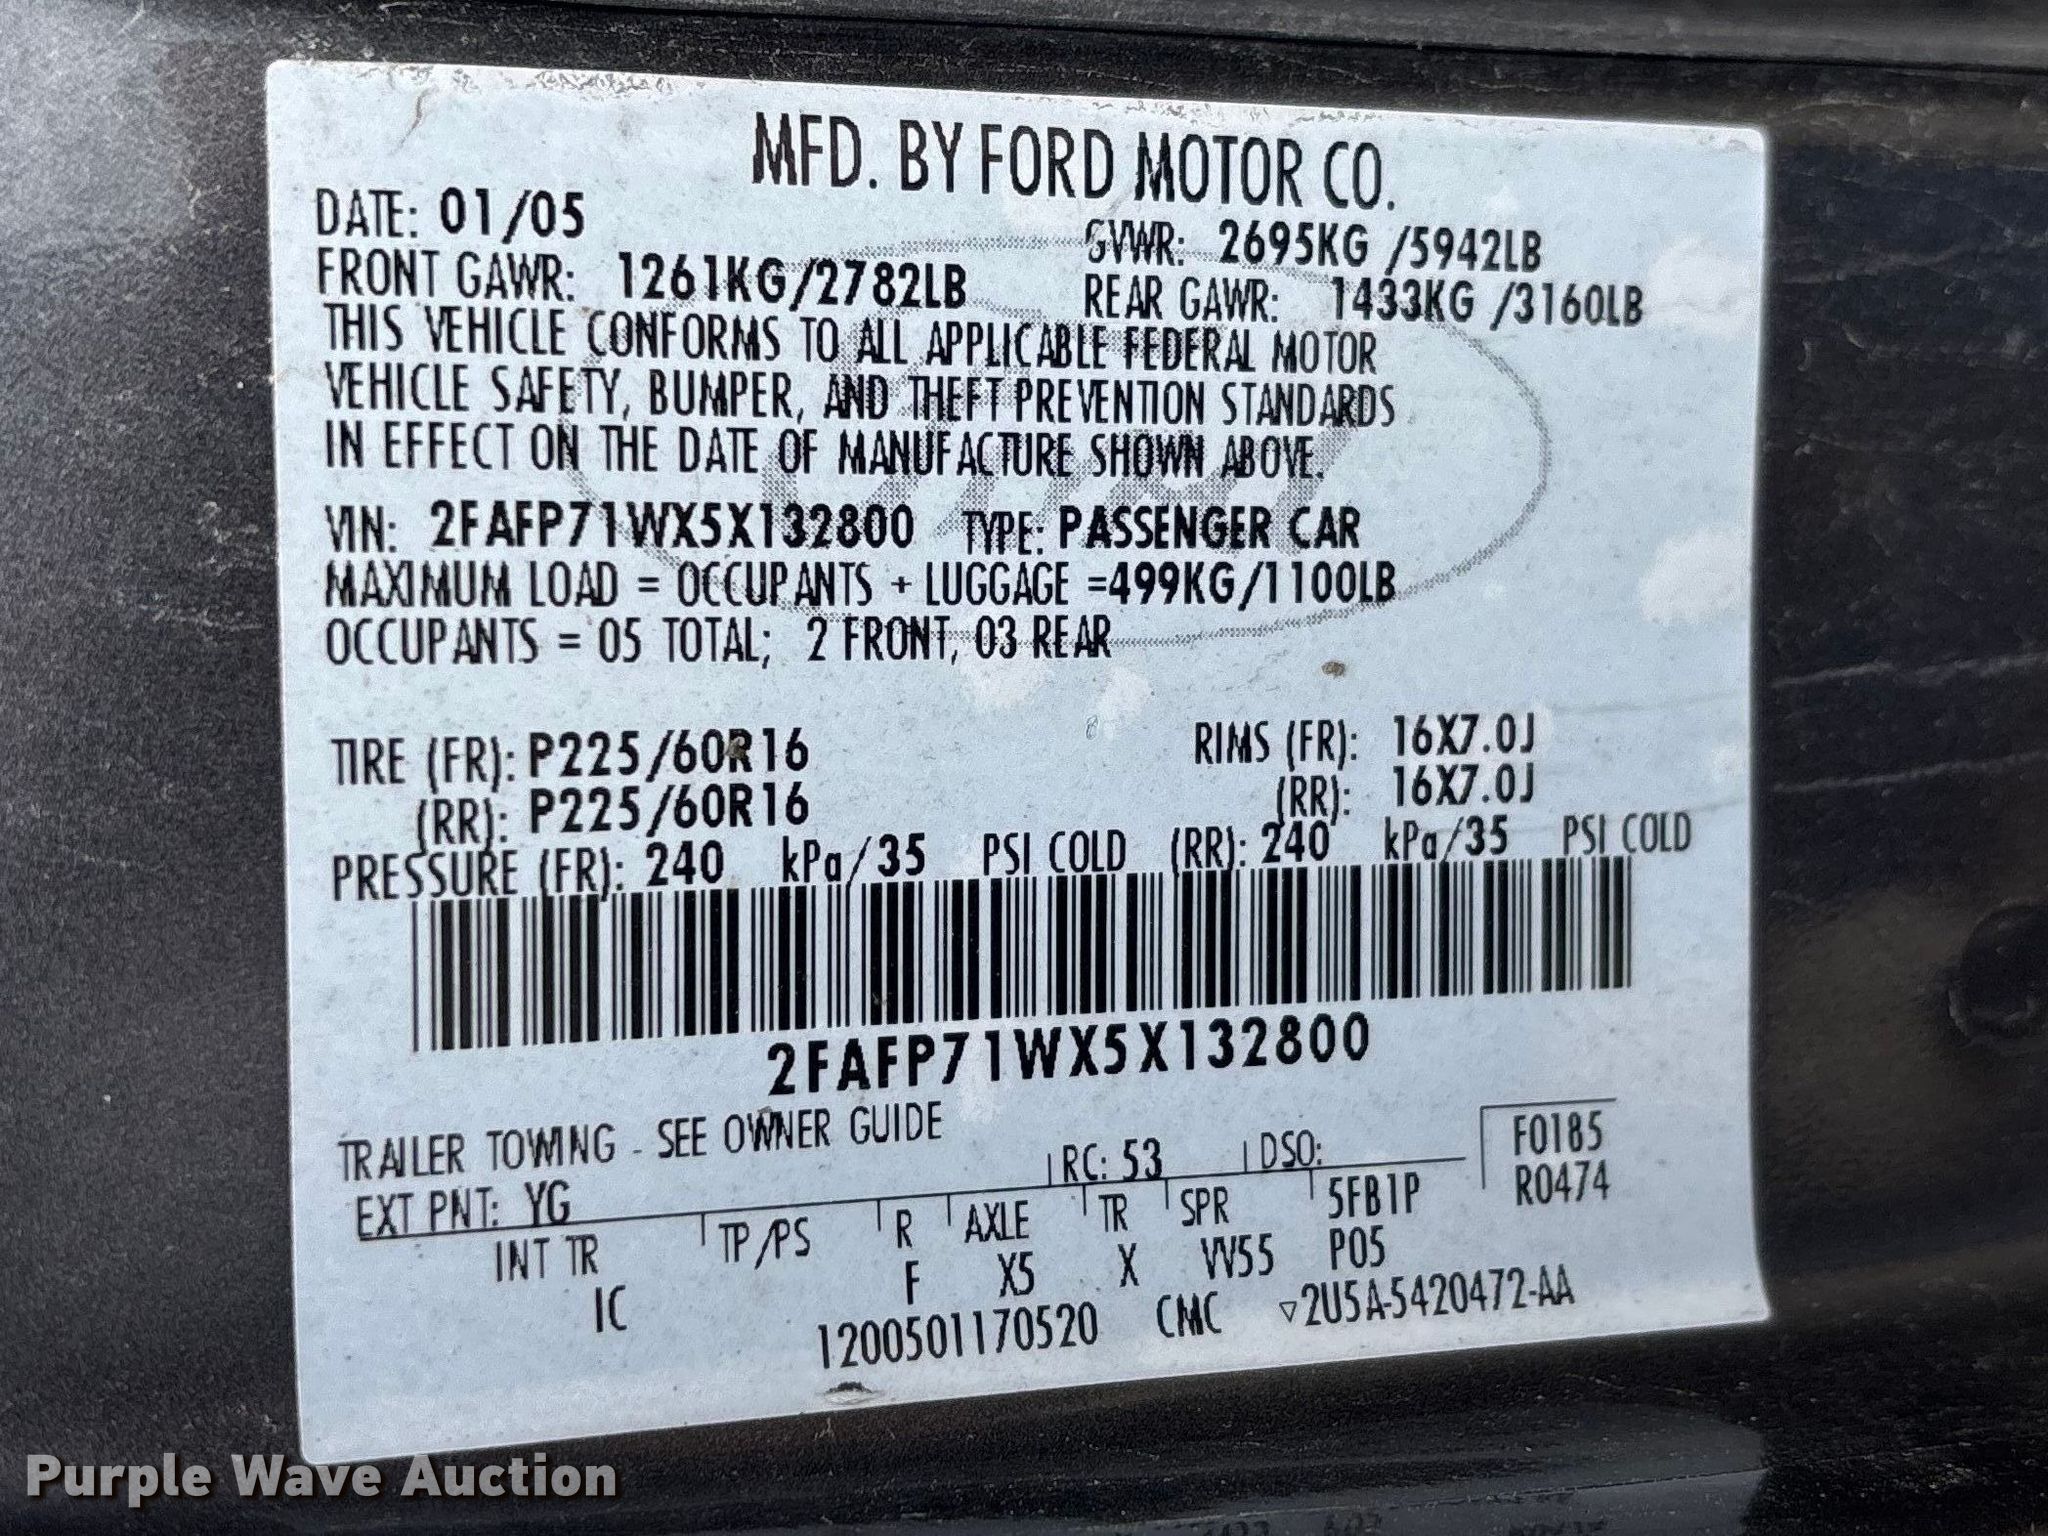 MFD. BY FORD MOTOR CO.
DATE: 01/05
GVWR: 2695KG /5942LB
FRONT GAWR: 1261KG/2782LB
REAR GAWR: 1433KG /3160LB
THIS VEHICLE CONFORMS TO ALL APPLICABLE FEDERAL MOTOR
VEHICLE SAFETY, BUMPER, AND THEFT PREVENTION STANDARDS
IN EFFECT ON THE DATE OF MANUFACTURE SHOWN ABOVE.
VIN: 2FAFP71WX5X132800 TYPE: PASSENGER CAR
MAXIMUM LOAD = OCCUPANTS + LUGGAGE =499KG/1100LB
OCCUPANTS = 05 TOTAL; 2 FRONT, 03 REAR
TIRE (FR): P225/60R16 RIMS (FR): 16X7.0J
(RR): P225/60R16 (RR): 16X7.0J
PRESSURE (FR): 240 kPa/35 PSI COLD (RR): 240 kPa/35 PSI COLD
2FAFP71WX5X132800
TRAILER TOWING - SEE OWNER GUIDE
EXT PNT: YG RC: 53 DSO: F0185
R0474
INT TR TP/PS R AXLE TR SPR 5FB1P
IC F X5 X VV55 P05
1200501170520 CMC ▽2U5A-5420472-AA
Purple Wave Auction